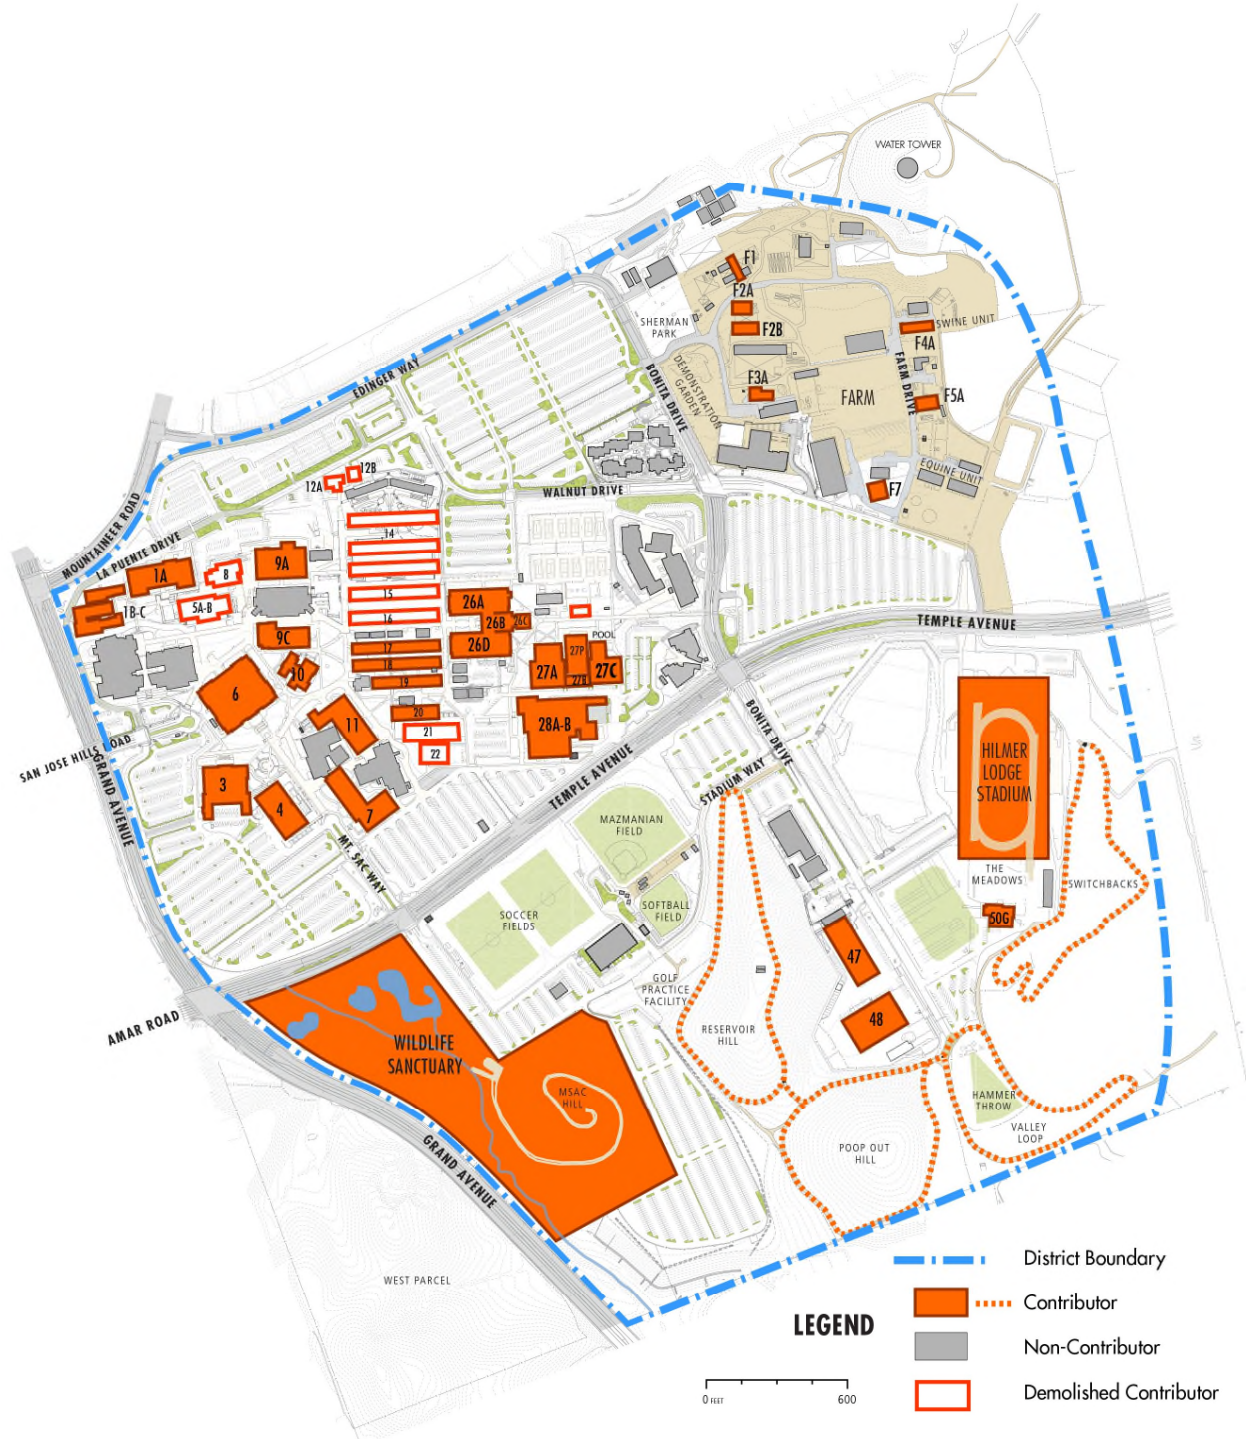 WATER TOWER
F1
F2A
SHERMAN
PARK
F2B
SWINE UNIT
F4A
EDINGER WAY
BONITA DRIVE
DEMONSTRATION
GARDEN
F3A
FARM
FARM DRIVE
F5A
12B
12A
EQUINE UNIT
WALNUT DRIVE
F7
MOUNTAINEER ROAD
LA PUENTE DRIVE
14
9A
1A
8
1B-C
5A-B
15
16
26A
26B
26C
TEMPLE AVENUE
9C
17
26D
POOL
18
27A
27P
27B
27C
10
19
6
20
11
21
28A-B
22
BONITA DRIVE
SAN JOSE HILLS ROAD
GRAND AVENUE
TEMPLE AVENUE
STADIUM WAY
HILMER
LODGE
STADIUM
3
4
7
MT. SAC WAY
MAZMANIAN
FIELD
THE
MEADOWS
SWITCHBACKS
SOFTBALL
FIELD
SOCCER
FIELDS
50G
47
GOLF
PRACTICE
FACILITY
AMAR ROAD
48
RESERVOIR
HILL
WILDLIFE
SANCTUARY
MSAC
HILL
HAMMER
THROW
VALLEY
LOOP
POOP OUT
HILL
GRAND AVENUE
WEST PARCEL
LEGEND
District Boundary
Contributor
Non-Contributor
Demolished Contributor
0 FEET
600